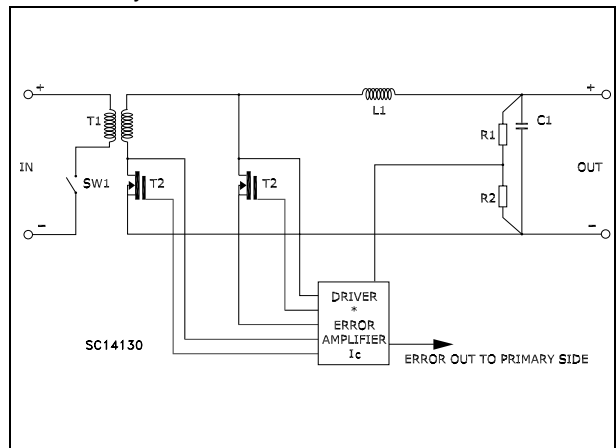 +
+
T1
L1
R1
C1
IN
SW1
T2
T2
OUT
R2
-
-
DRIVER
*
ERROR
AMPLIFIER
Ic
SC14130
ERROR OUT TO PRIMARY SIDE